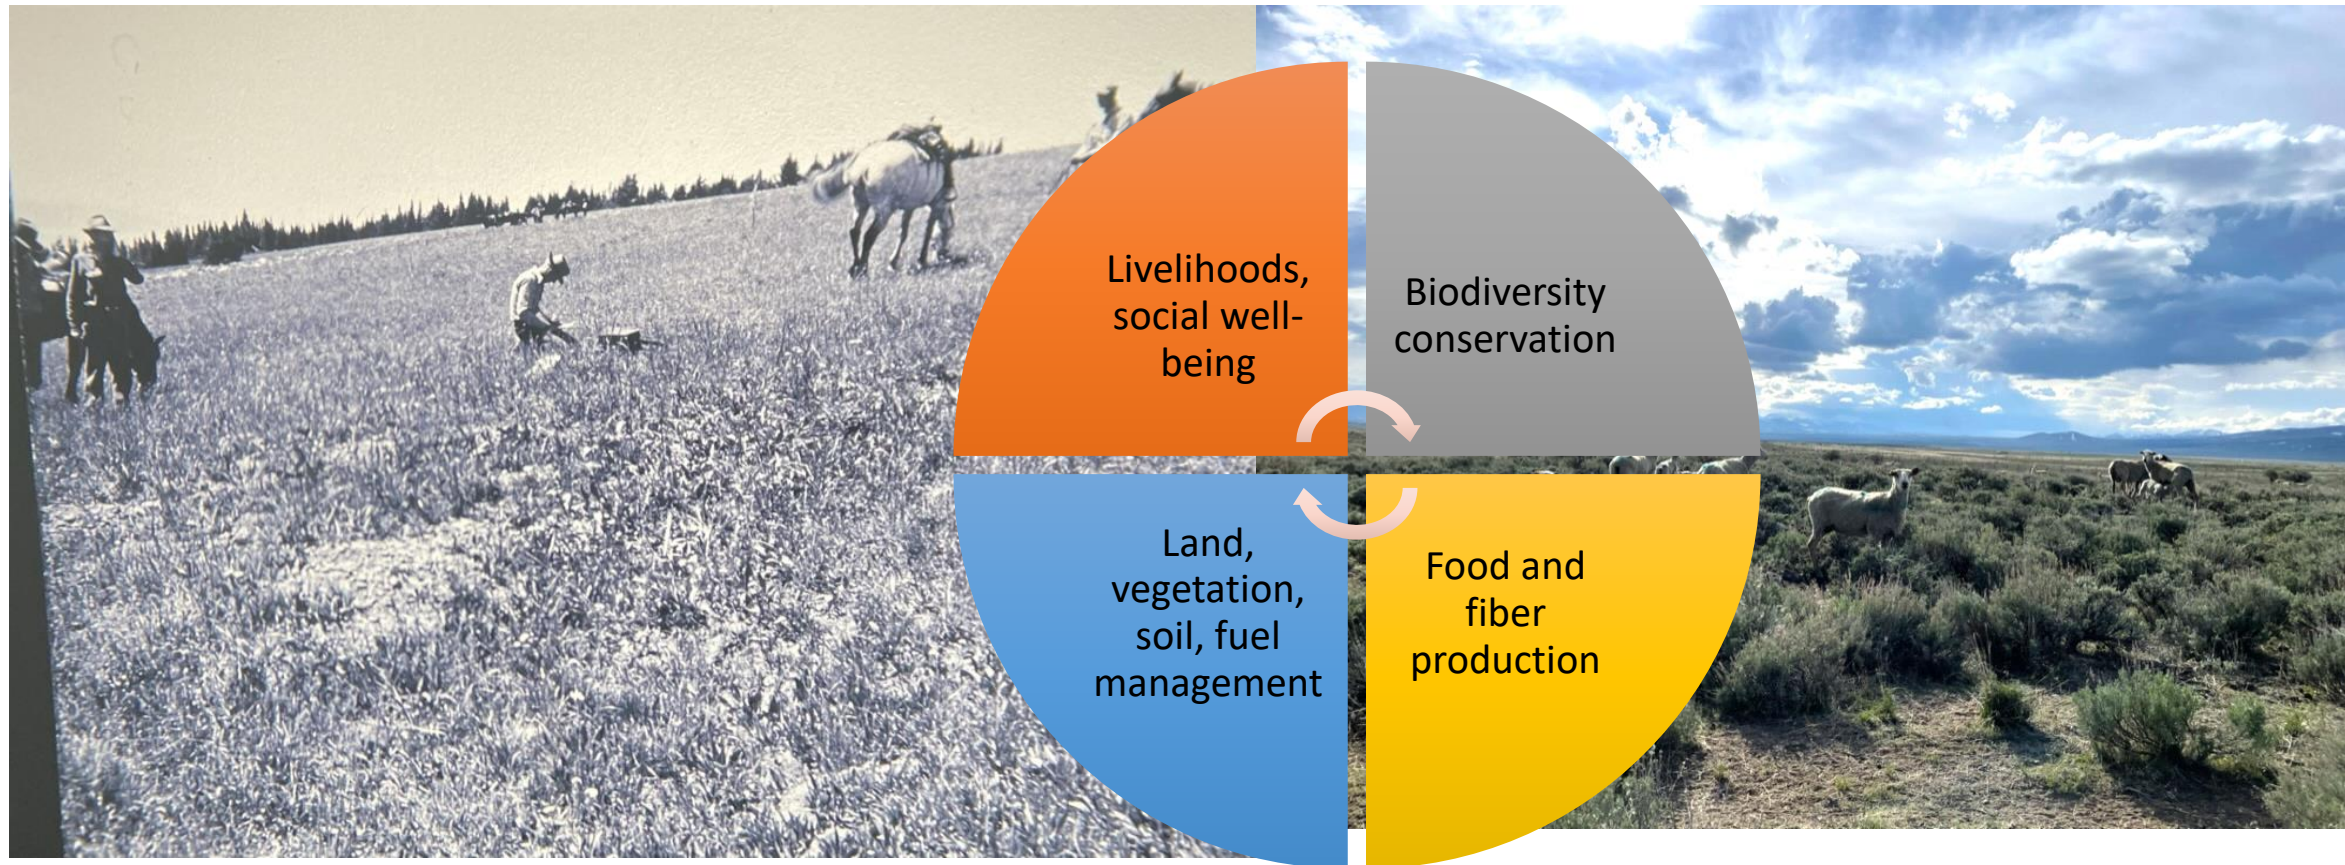 Livelihoods,
social well-
being
Biodiversity
conservation
Land,
vegetation,
soil, fuel
management
Food and
fiber
production